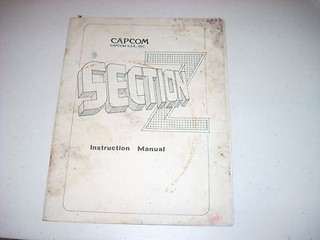 CAPCOM
CAPCOM U.S.A., INC.
SECTION
Z
Instruction Manual